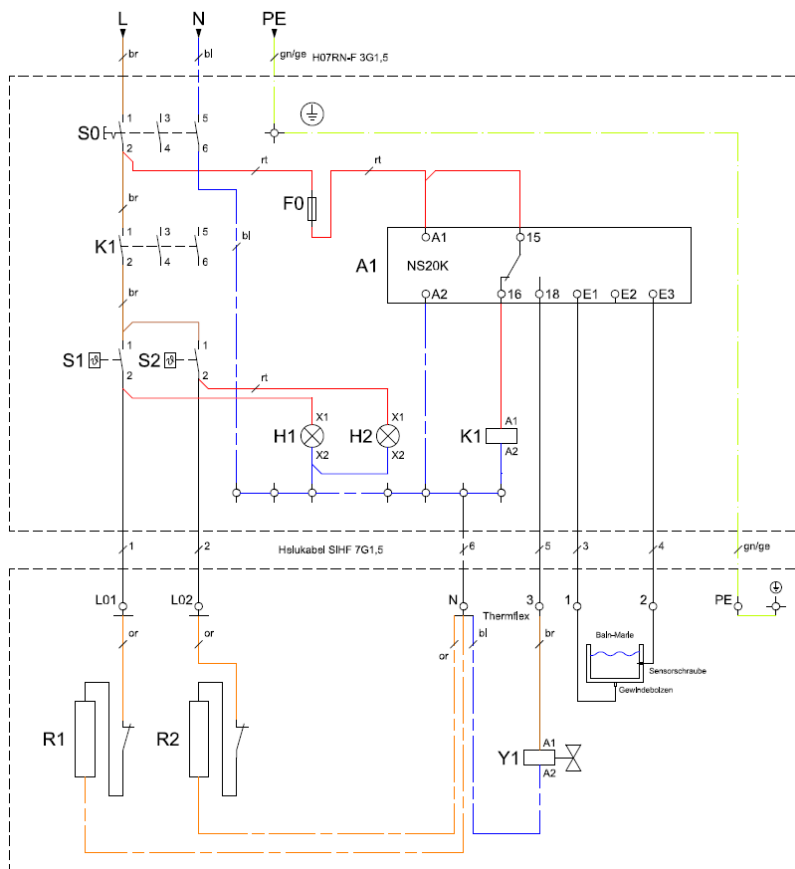 L N PE
br bl gn/ge H07RN-F 3G1,5
S0 1 3 5
2 4 6
rt rt
F0
br
K1 1 3 5
2 4 6
bl
A1 NS20K A1 15
A2 16 18 E1 E2 E3
br
S1 ϑ 1 S2 ϑ 1
2 2
rt
H1 X1 H2 X1 K1 A1
X2 X2 A2
1 2 Helukabel SIHF 7G1,5 6 5 3 4 gn/ge
L01 L02 N 3 1 2 PE
Thermflex
or or or bl br
Bain-Marie
Sensorschraube
Gewindebolzen
R1 R2 Y1 A1
A2